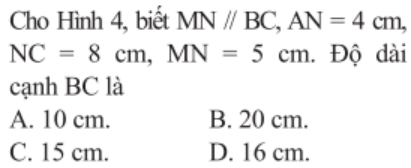 Cho Hình 4, biết MN // BC, AN = 4 cm,
NC = 8 cm, MN = 5 cm. Độ dài
cạnh BC là
A. 10 cm. B. 20 cm.
C. 15 cm. D. 16 cm.